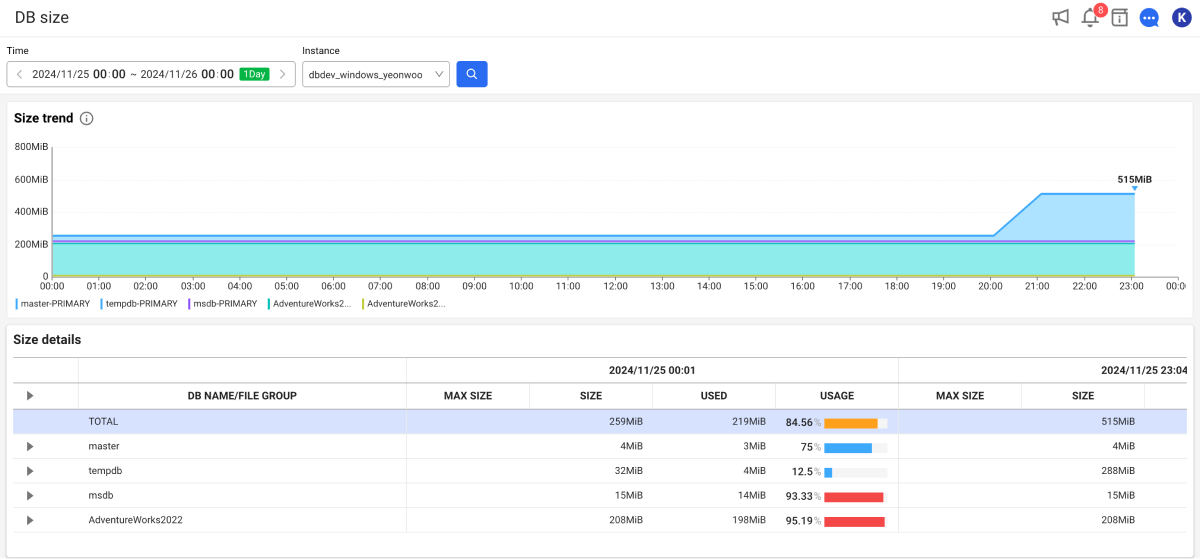 DB size
8
K
Time
Instance
2024/11/25 00:00 ~ 2024/11/26 00:00 1Day
dbdev_windows_yeonwoo
Size trend
800MiB
600MiB
400MiB
200MiB
0
515MiB
00:00 01:00 02:00 03:00 04:00 05:00 06:00 07:00 08:00 09:00 10:00 11:00 12:00 13:00 14:00 15:00 16:00 17:00 18:00 19:00 20:00 21:00 22:00 23:00 00:0
master-PRIMARY tempdb-PRIMARY msdb-PRIMARY AdventureWorks2... AdventureWorks2...
Size details
2024/11/25 00:01 2024/11/25 23:04
DB NAME/FILE GROUP MAX SIZE SIZE USED USAGE MAX SIZE SIZE
TOTAL 259MiB 219MiB 84.56% 515MiB
master 4MiB 3MiB 75% 4MiB
tempdb 32MiB 4MiB 12.5% 288MiB
msdb 15MiB 14MiB 93.33% 15MiB
AdventureWorks2022 208MiB 198MiB 95.19% 208MiB